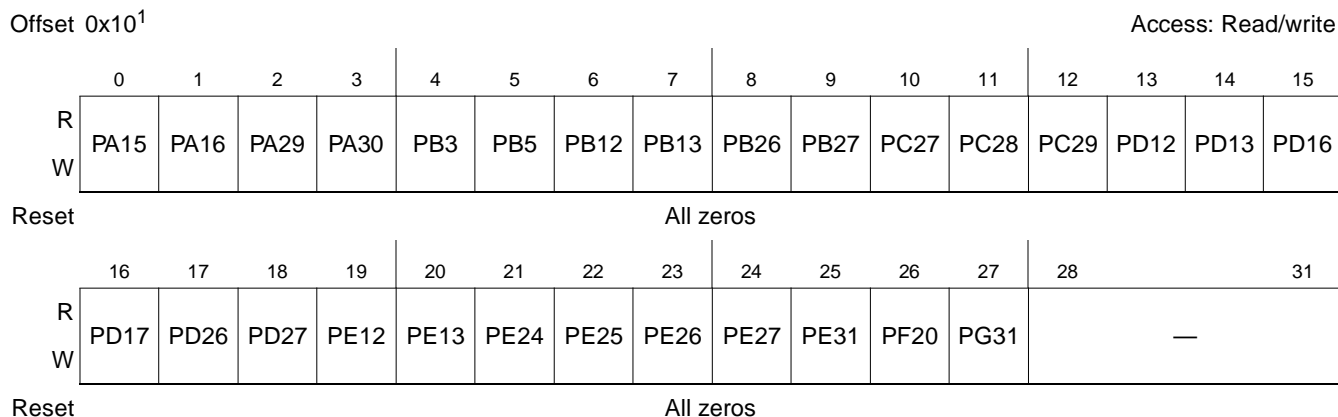 Offset 0x10¹ Access: Read/write
0 1 2 3 4 5 6 7 8 9 10 11 12 13 14 15
R
PA15 PA16 PA29 PA30 PB3 PB5 PB12 PB13 PB26 PB27 PC27 PC28 PC29 PD12 PD13 PD16
W
Reset All zeros
16 17 18 19 20 21 22 23 24 25 26 27 28 31
R
PD17 PD26 PD27 PE12 PE13 PE24 PE25 PE26 PE27 PE31 PF20 PG31 —
W
Reset All zeros